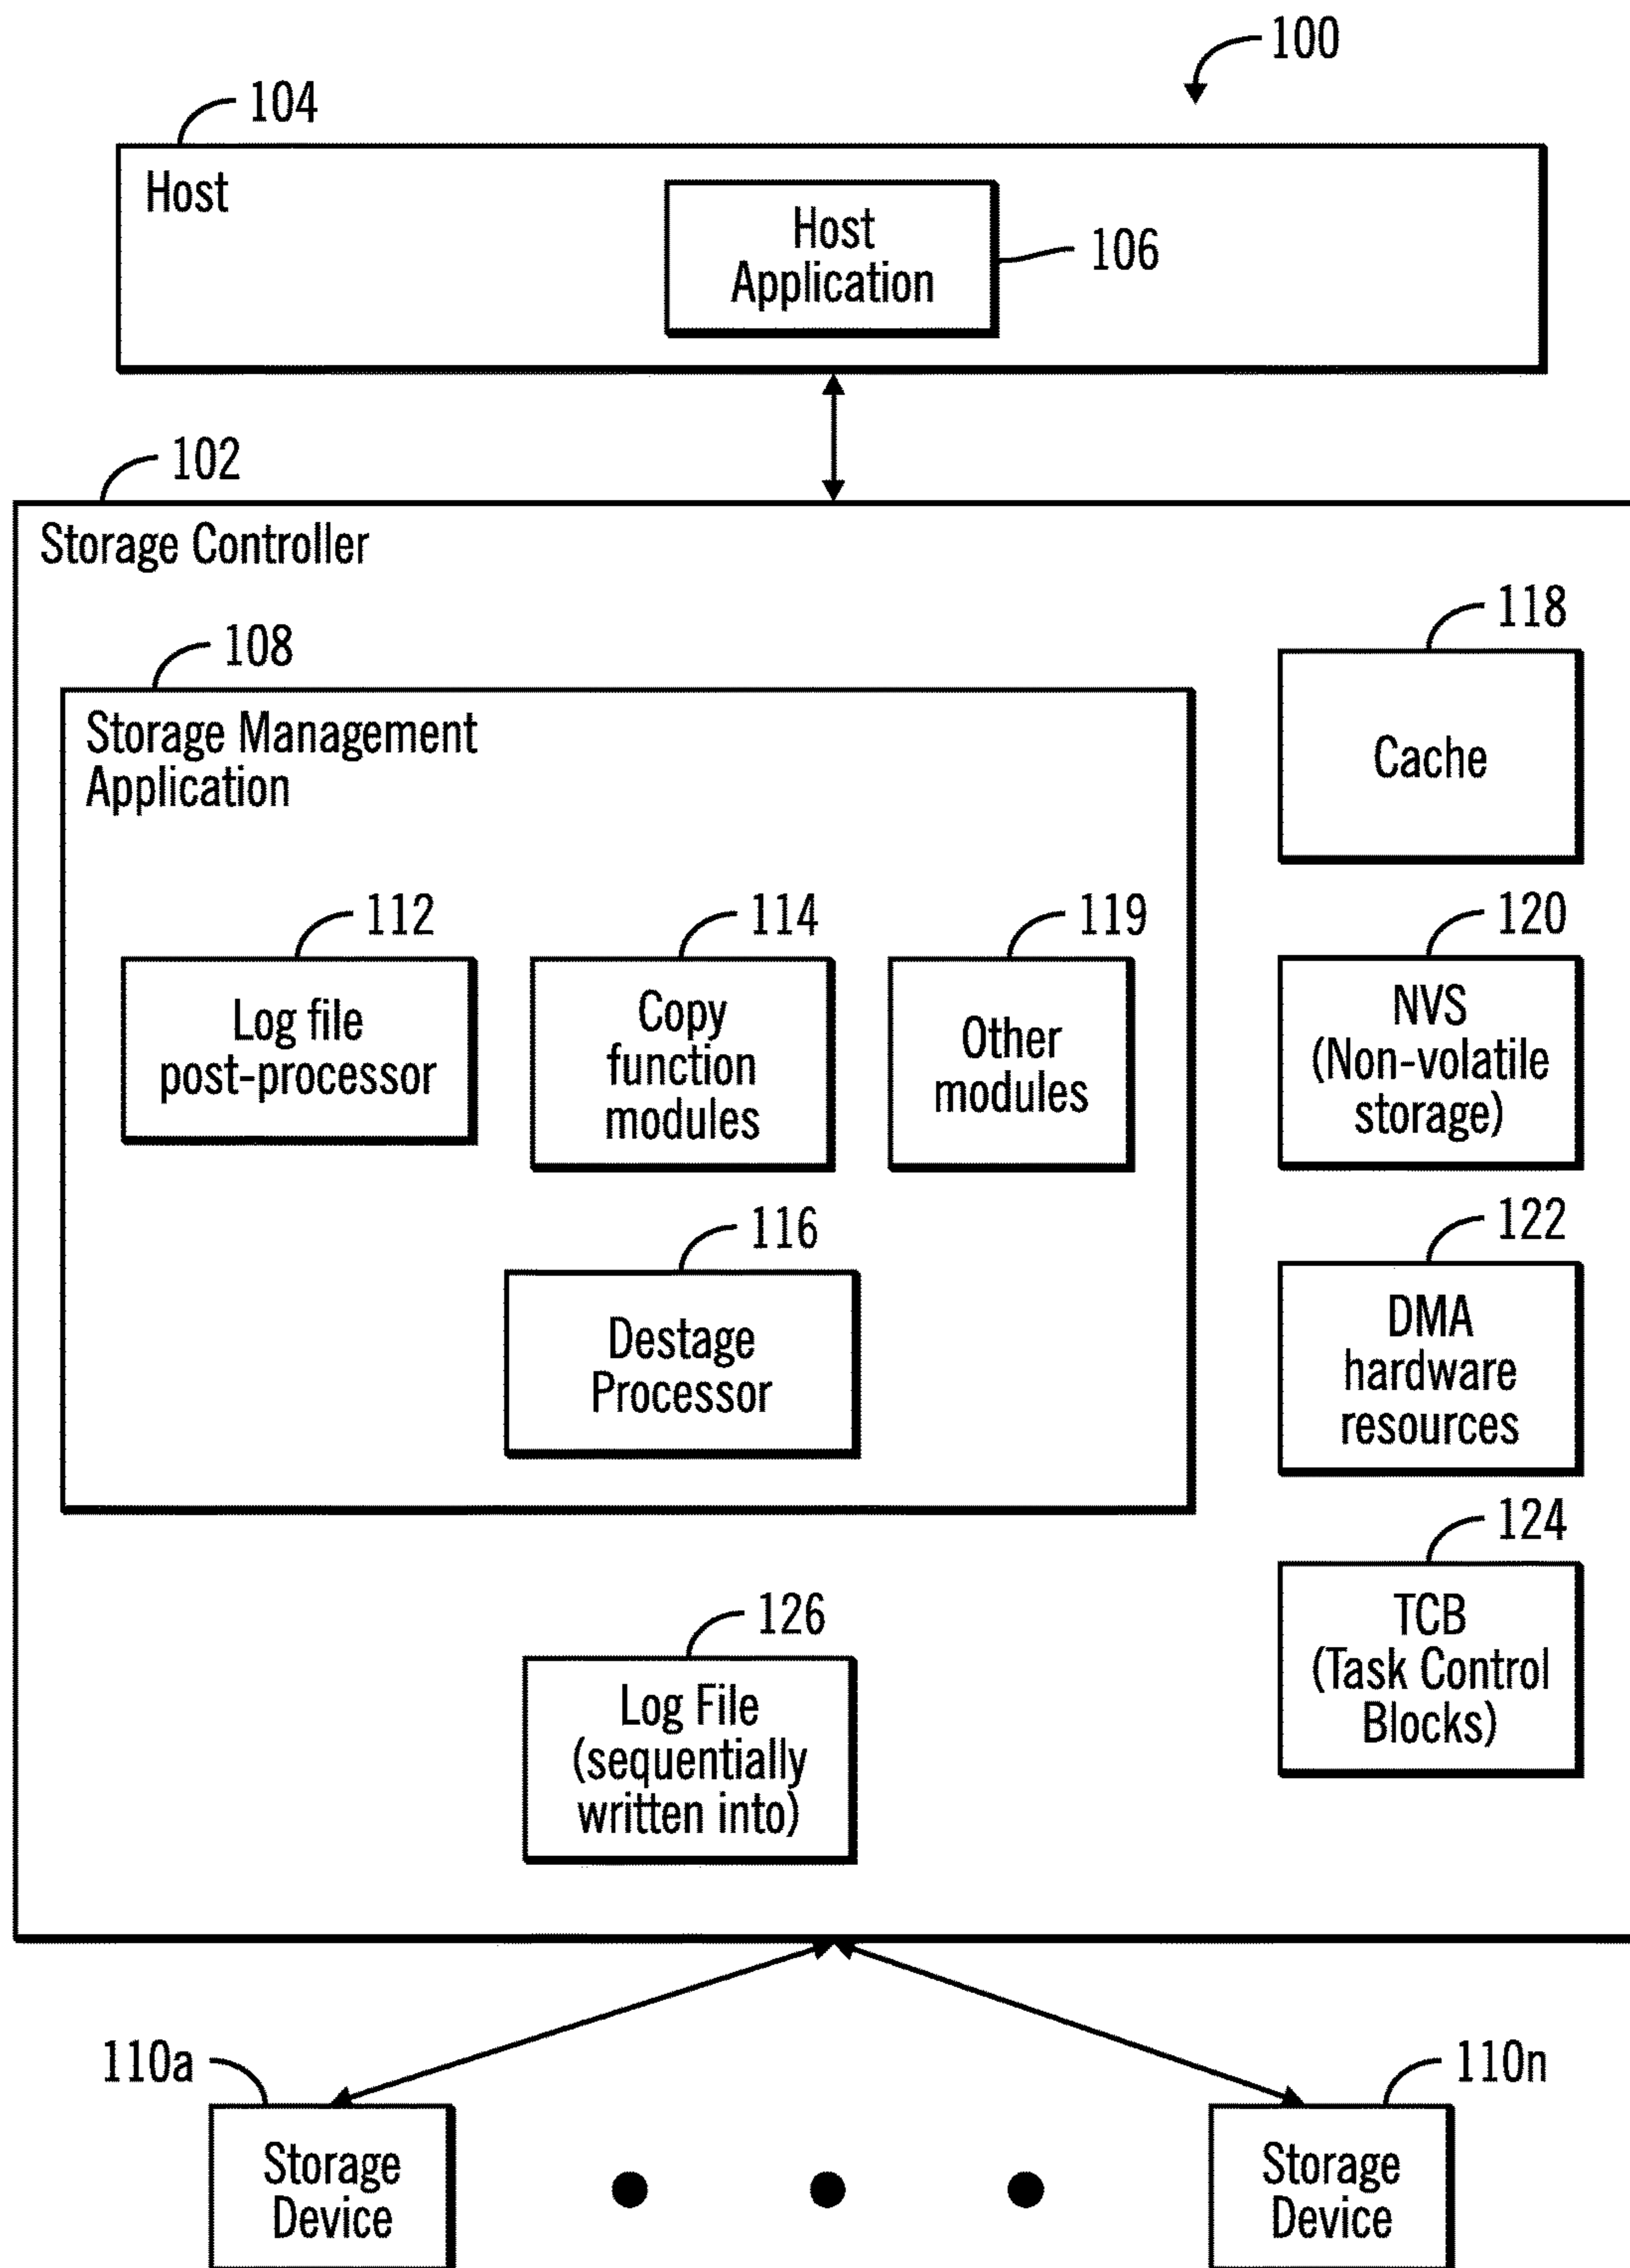 100
104
Host
Host
Application
106
102
Storage Controller
118
Cache
108
Storage Management
Application
112
Log file
post-processor
114
Copy
function
modules
119
Other
modules
120
NVS
(Non-volatile
storage)
116
Destage
Processor
122
DMA
hardware
resources
124
TCB
(Task Control
Blocks)
126
Log File
(sequentially
written into)
110a
Storage
Device
110n
Storage
Device